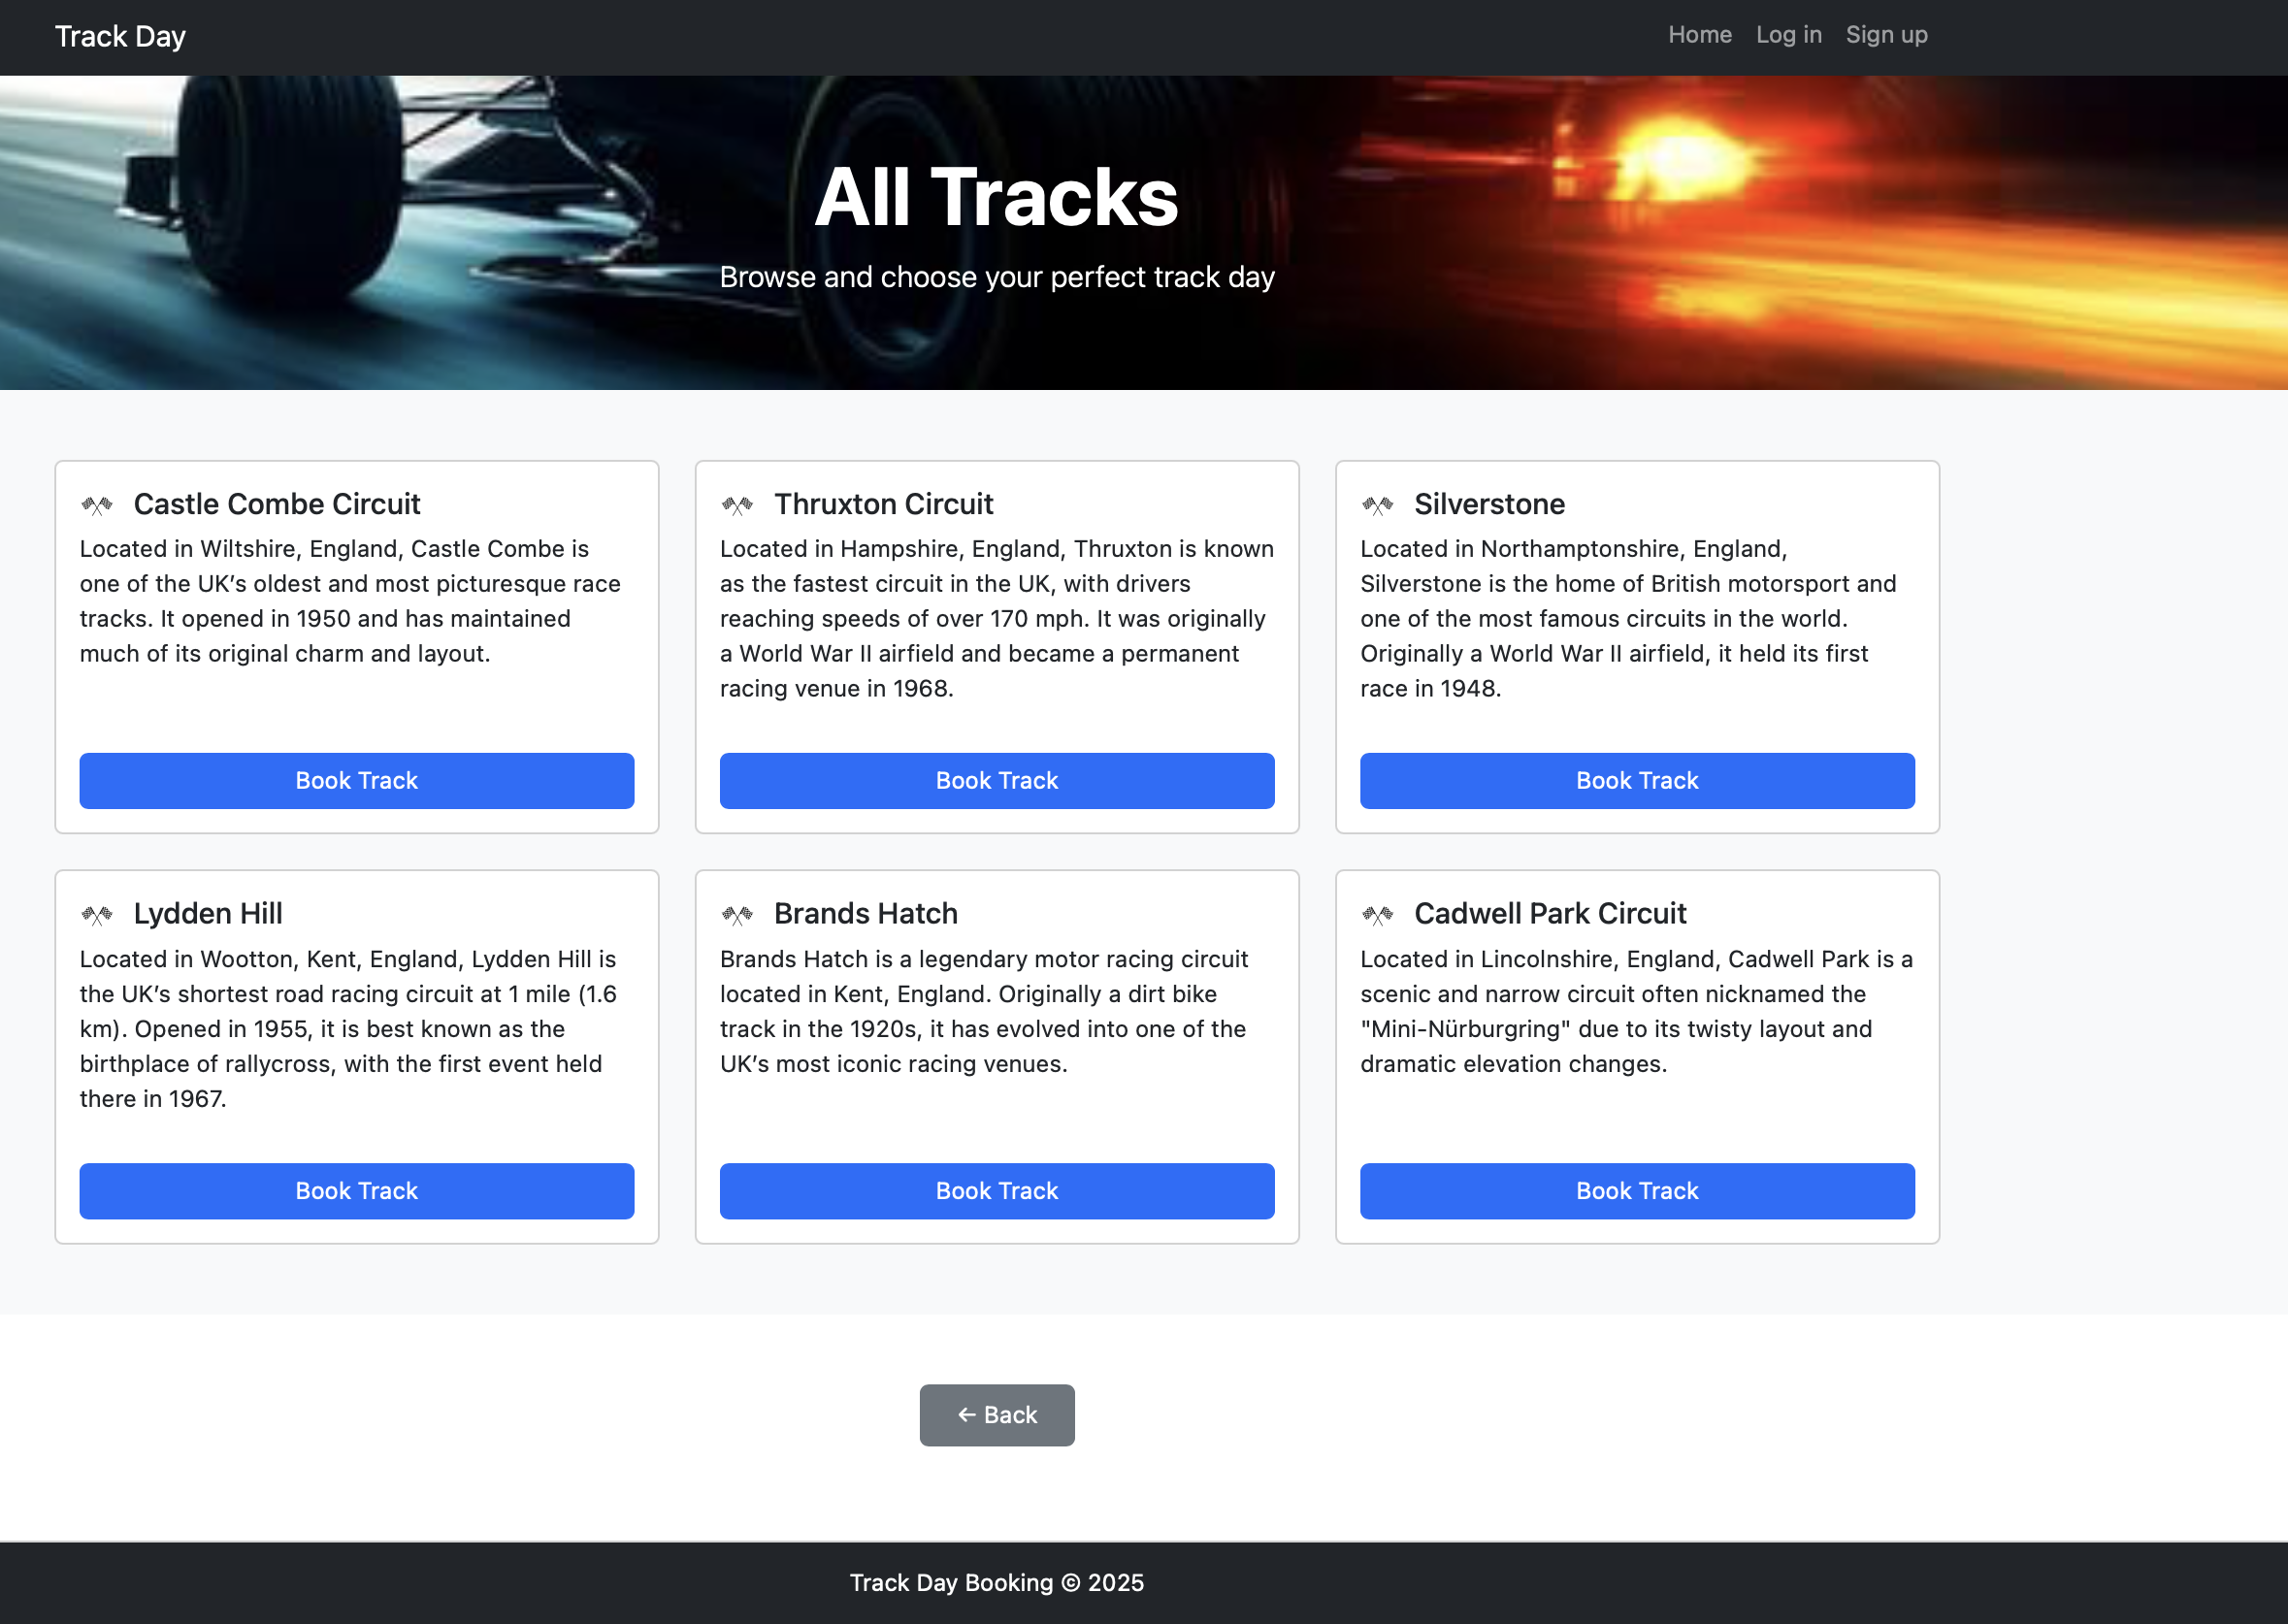 Track Day
Home Log in Sign up
All Tracks
Browse and choose your perfect track day
Castle Combe Circuit
Located in Wiltshire, England, Castle Combe is
one of the UK’s oldest and most picturesque race
tracks. It opened in 1950 and has maintained
much of its original charm and layout.
Book Track
Thruxton Circuit
Located in Hampshire, England, Thruxton is known
as the fastest circuit in the UK, with drivers
reaching speeds of over 170 mph. It was originally
a World War II airfield and became a permanent
racing venue in 1968.
Book Track
Silverstone
Located in Northamptonshire, England,
Silverstone is the home of British motorsport and
one of the most famous circuits in the world.
Originally a World War II airfield, it held its first
race in 1948.
Book Track
Lydden Hill
Located in Wootton, Kent, England, Lydden Hill is
the UK’s shortest road racing circuit at 1 mile (1.6
km). Opened in 1955, it is best known as the
birthplace of rallycross, with the first event held
there in 1967.
Book Track
Brands Hatch
Brands Hatch is a legendary motor racing circuit
located in Kent, England. Originally a dirt bike
track in the 1920s, it has evolved into one of the
UK’s most iconic racing venues.
Book Track
Cadwell Park Circuit
Located in Lincolnshire, England, Cadwell Park is a
scenic and narrow circuit often nicknamed the
"Mini-Nürburgring" due to its twisty layout and
dramatic elevation changes.
Book Track
← Back
Track Day Booking © 2025